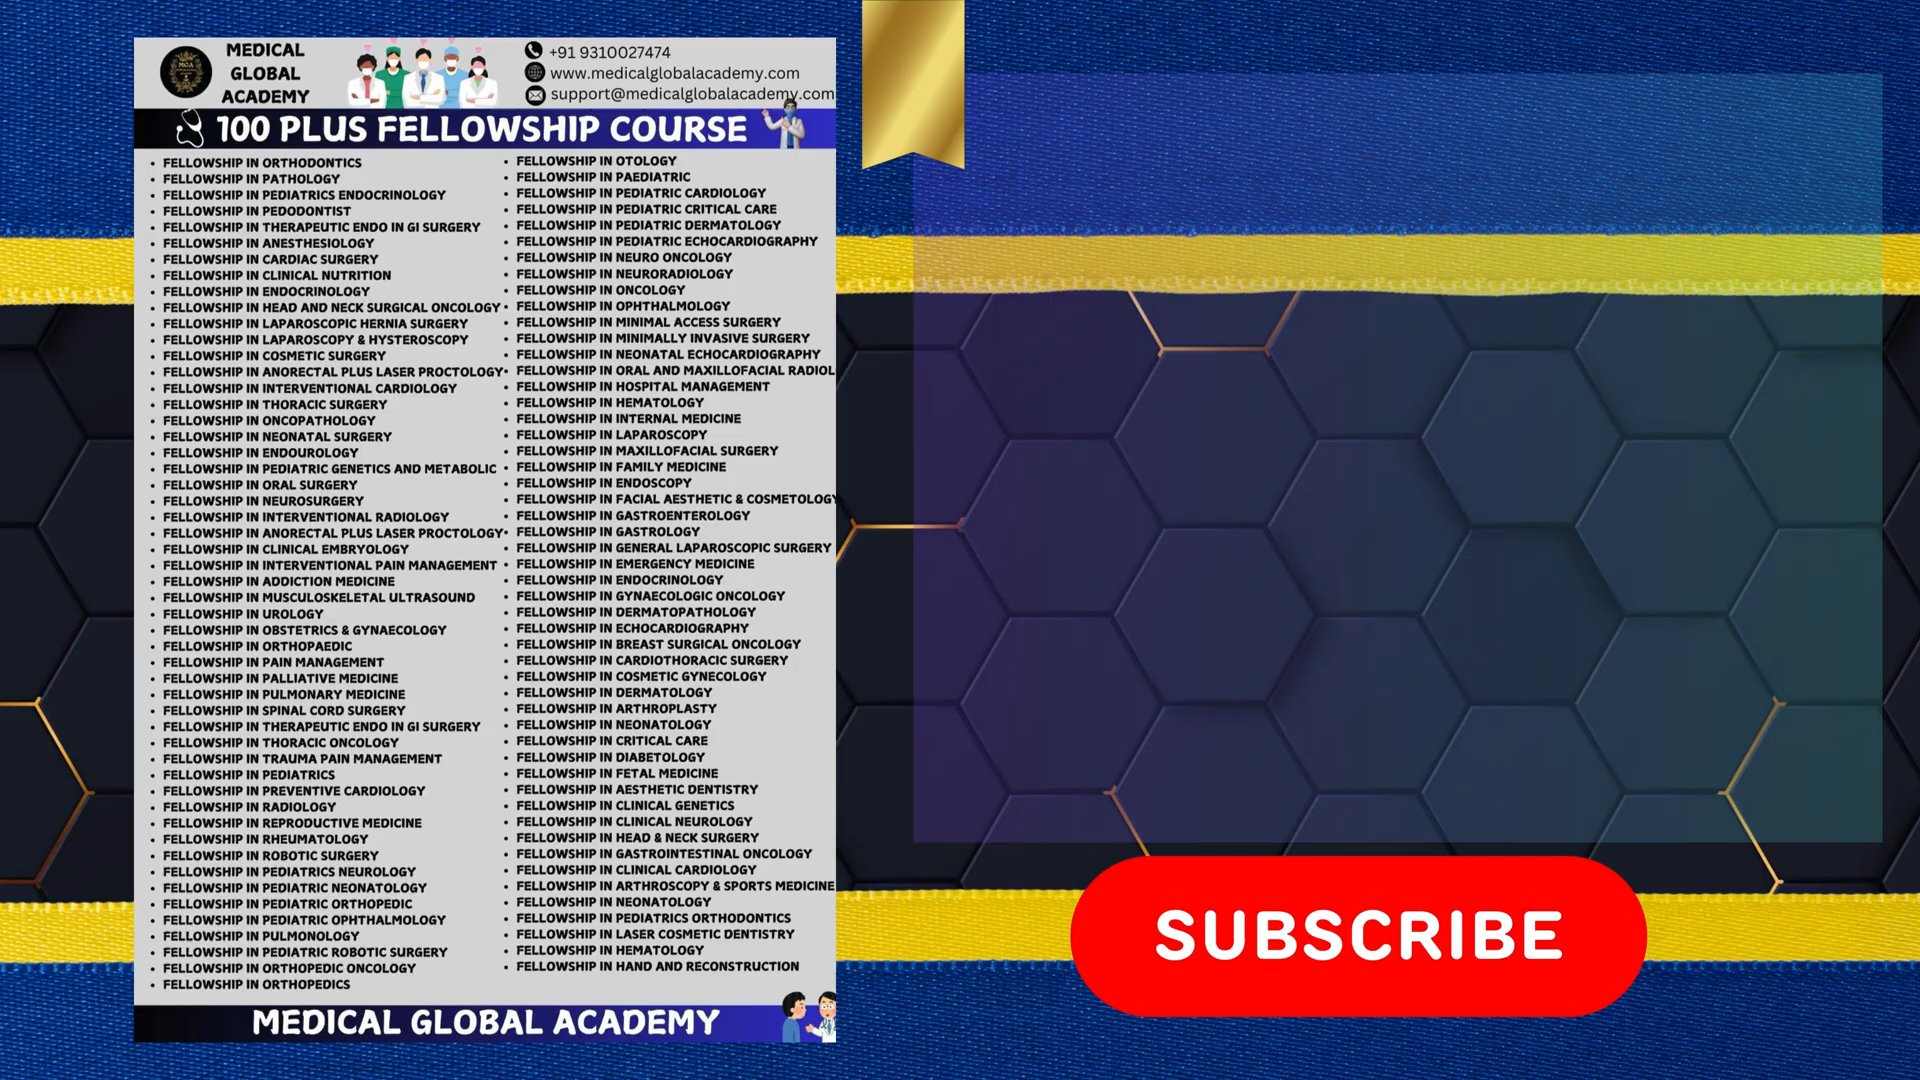 MEDICAL
GLOBAL
ACADEMY
+91 9310027474
www.medicalglobalacademy.com
support@medicalglobalacademy.com
100 PLUS FELLOWSHIP COURSE
• FELLOWSHIP IN ORTHODONTICS
• FELLOWSHIP IN PATHOLOGY
• FELLOWSHIP IN PEDIATRICS ENDOCRINOLOGY
• FELLOWSHIP IN PEDODONTIST
• FELLOWSHIP IN THERAPEUTIC ENDO IN GI SURGERY
• FELLOWSHIP IN ANESTHESIOLOGY
• FELLOWSHIP IN CARDIAC SURGERY
• FELLOWSHIP IN CLINICAL NUTRITION
• FELLOWSHIP IN ENDOCRINOLOGY
• FELLOWSHIP IN HEAD AND NECK SURGICAL ONCOLOGY
• FELLOWSHIP IN LAPAROSCOPIC HERNIA SURGERY
• FELLOWSHIP IN LAPAROSCOPY & HYSTEROSCOPY
• FELLOWSHIP IN COSMETIC SURGERY
• FELLOWSHIP IN ANORECTAL PLUS LASER PROCTOLOGY
• FELLOWSHIP IN INTERVENTIONAL CARDIOLOGY
• FELLOWSHIP IN THORACIC SURGERY
• FELLOWSHIP IN ONCOPATHOLOGY
• FELLOWSHIP IN NEONATAL SURGERY
• FELLOWSHIP IN ENDOUROLOGY
• FELLOWSHIP IN PEDIATRIC GENETICS AND METABOLIC
• FELLOWSHIP IN ORAL SURGERY
• FELLOWSHIP IN NEUROSURGERY
• FELLOWSHIP IN INTERVENTIONAL RADIOLOGY
• FELLOWSHIP IN ANORECTAL PLUS LASER PROCTOLOGY
• FELLOWSHIP IN CLINICAL EMBRYOLOGY
• FELLOWSHIP IN INTERVENTIONAL PAIN MANAGEMENT
• FELLOWSHIP IN ADDICTION MEDICINE
• FELLOWSHIP IN MUSCULOSKELETAL ULTRASOUND
• FELLOWSHIP IN UROLOGY
• FELLOWSHIP IN OBSTETRICS & GYNAECOLOGY
• FELLOWSHIP IN ORTHOPAEDIC
• FELLOWSHIP IN PAIN MANAGEMENT
• FELLOWSHIP IN PALLIATIVE MEDICINE
• FELLOWSHIP IN PULMONARY MEDICINE
• FELLOWSHIP IN SPINAL CORD SURGERY
• FELLOWSHIP IN THERAPEUTIC ENDO IN GI SURGERY
• FELLOWSHIP IN THORACIC ONCOLOGY
• FELLOWSHIP IN TRAUMA PAIN MANAGEMENT
• FELLOWSHIP IN PEDIATRICS
• FELLOWSHIP IN PREVENTIVE CARDIOLOGY
• FELLOWSHIP IN RADIOLOGY
• FELLOWSHIP IN REPRODUCTIVE MEDICINE
• FELLOWSHIP IN RHEUMATOLOGY
• FELLOWSHIP IN ROBOTIC SURGERY
• FELLOWSHIP IN PEDIATRICS NEUROLOGY
• FELLOWSHIP IN PEDIATRIC NEONATOLOGY
• FELLOWSHIP IN PEDIATRIC ORTHOPEDIC
• FELLOWSHIP IN PEDIATRIC OPHTHALMOLOGY
• FELLOWSHIP IN PULMONOLOGY
• FELLOWSHIP IN PEDIATRIC ROBOTIC SURGERY
• FELLOWSHIP IN ORTHOPEDIC ONCOLOGY
• FELLOWSHIP IN ORTHOPEDICS
• FELLOWSHIP IN OTOLOGY
• FELLOWSHIP IN PAEDIATRIC
• FELLOWSHIP IN PEDIATRIC CARDIOLOGY
• FELLOWSHIP IN PEDIATRIC CRITICAL CARE
• FELLOWSHIP IN PEDIATRIC DERMATOLOGY
• FELLOWSHIP IN PEDIATRIC ECHOCARDIOGRAPHY
• FELLOWSHIP IN NEURO ONCOLOGY
• FELLOWSHIP IN NEURORADIOLOGY
• FELLOWSHIP IN ONCOLOGY
• FELLOWSHIP IN OPHTHALMOLOGY
• FELLOWSHIP IN MINIMAL ACCESS SURGERY
• FELLOWSHIP IN MINIMALLY INVASIVE SURGERY
• FELLOWSHIP IN NEONATAL ECHOCARDIOGRAPHY
• FELLOWSHIP IN ORAL AND MAXILLOFACIAL RADIOL
• FELLOWSHIP IN HOSPITAL MANAGEMENT
• FELLOWSHIP IN HEMATOLOGY
• FELLOWSHIP IN INTERNAL MEDICINE
• FELLOWSHIP IN LAPAROSCOPY
• FELLOWSHIP IN MAXILLOFACIAL SURGERY
• FELLOWSHIP IN FAMILY MEDICINE
• FELLOWSHIP IN ENDOSCOPY
• FELLOWSHIP IN FACIAL AESTHETIC & COSMETOLOGY
• FELLOWSHIP IN GASTROENTEROLOGY
• FELLOWSHIP IN GASTROLOGY
• FELLOWSHIP IN GENERAL LAPAROSCOPIC SURGERY
• FELLOWSHIP IN EMERGENCY MEDICINE
• FELLOWSHIP IN ENDOCRINOLOGY
• FELLOWSHIP IN GYNAECOLOGIC ONCOLOGY
• FELLOWSHIP IN DERMATOPATHOLOGY
• FELLOWSHIP IN ECHOCARDIOGRAPHY
• FELLOWSHIP IN BREAST SURGICAL ONCOLOGY
• FELLOWSHIP IN CARDIOTHORACIC SURGERY
• FELLOWSHIP IN COSMETIC GYNECOLOGY
• FELLOWSHIP IN DERMATOLOGY
• FELLOWSHIP IN ARTHROPLASTY
• FELLOWSHIP IN NEONATOLOGY
• FELLOWSHIP IN CRITICAL CARE
• FELLOWSHIP IN DIABETOLOGY
• FELLOWSHIP IN FETAL MEDICINE
• FELLOWSHIP IN AESTHETIC DENTISTRY
• FELLOWSHIP IN CLINICAL GENETICS
• FELLOWSHIP IN CLINICAL NEUROLOGY
• FELLOWSHIP IN HEAD & NECK SURGERY
• FELLOWSHIP IN GASTROINTESTINAL ONCOLOGY
• FELLOWSHIP IN CLINICAL CARDIOLOGY
• FELLOWSHIP IN ARTHROSCOPY & SPORTS MEDICINE
• FELLOWSHIP IN NEONATOLOGY
• FELLOWSHIP IN PEDIATRICS ORTHODONTICS
• FELLOWSHIP IN LASER COSMETIC DENTISTRY
• FELLOWSHIP IN HEMATOLOGY
• FELLOWSHIP IN HAND AND RECONSTRUCTION
MEDICAL GLOBAL ACADEMY
SUBSCRIBE